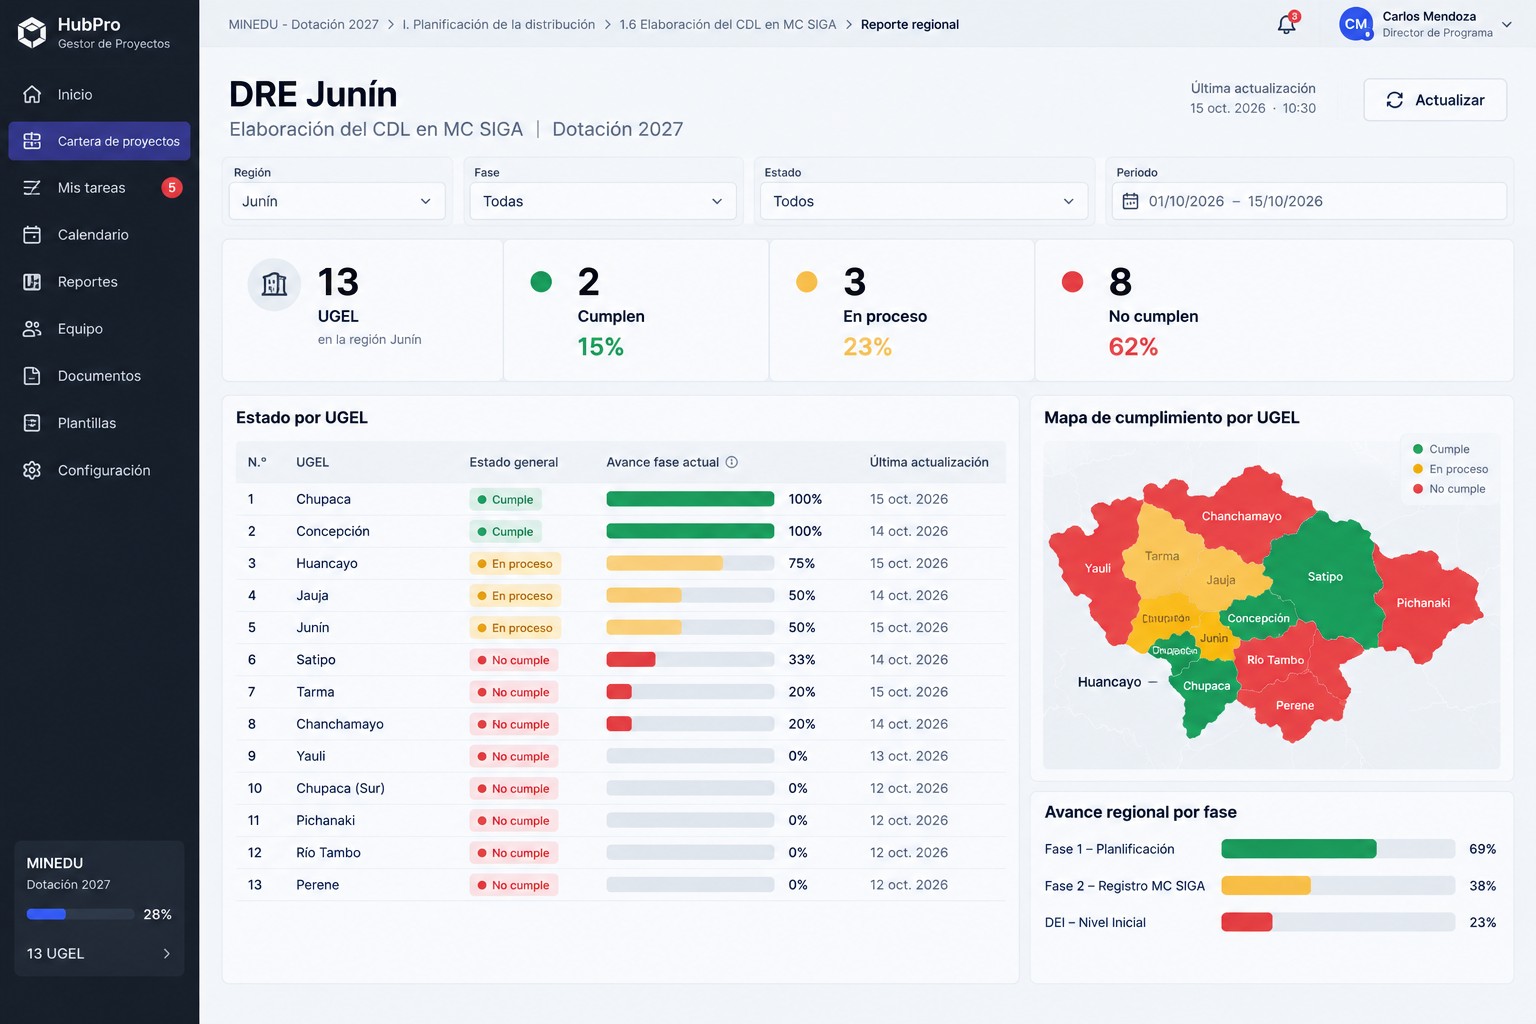 HubPro
Gestor de Proyectos
Inicio
Cartera de proyectos
Mis tareas 5
Calendario
Reportes
Equipo
Documentos
Plantillas
Configuración
MINEDU
Dotación 2027
28%
13 UGEL
MINEDU - Dotación 2027 > I. Planificación de la distribución > 1.6 Elaboración del CDL en MC SIGA > Reporte regional
3
CM
Carlos Mendoza
Director de Programa
DRE Junín
Elaboración del CDL en MC SIGA | Dotación 2027
Última actualización
15 oct. 2026 · 10:30
Actualizar
Región
Junín
Fase
Todas
Estado
Todos
Periodo
01/10/2026 – 15/10/2026
13
UGEL
en la región Junín
2
Cumplen
15%
3
En proceso
23%
8
No cumplen
62%
Estado por UGEL
N.º UGEL Estado general Avance fase actual Última actualización
1 Chupaca Cumple 100% 15 oct. 2026
2 Concepción Cumple 100% 14 oct. 2026
3 Huancayo En proceso 75% 15 oct. 2026
4 Jauja En proceso 50% 14 oct. 2026
5 Junín En proceso 50% 15 oct. 2026
6 Satipo No cumple 33% 14 oct. 2026
7 Tarma No cumple 20% 15 oct. 2026
8 Chanchamayo No cumple 20% 14 oct. 2026
9 Yauli No cumple 0% 13 oct. 2026
10 Chupaca (Sur) No cumple 0% 12 oct. 2026
11 Pichanaki No cumple 0% 12 oct. 2026
12 Río Tambo No cumple 0% 12 oct. 2026
13 Perene No cumple 0% 12 oct. 2026
Mapa de cumplimiento por UGEL
Cumple
En proceso
No cumple
Chanchamayo
Tarma
Yauli
Jauja
Satipo
Pichanaki
Concepción
Junin
Río Tambo
Huancayo
Chupaca
Perene
Avance regional por fase
Fase 1 – Planlificación 69%
Fase 2 – Registro MC SIGA 38%
DEI – Nivel Inicial 23%